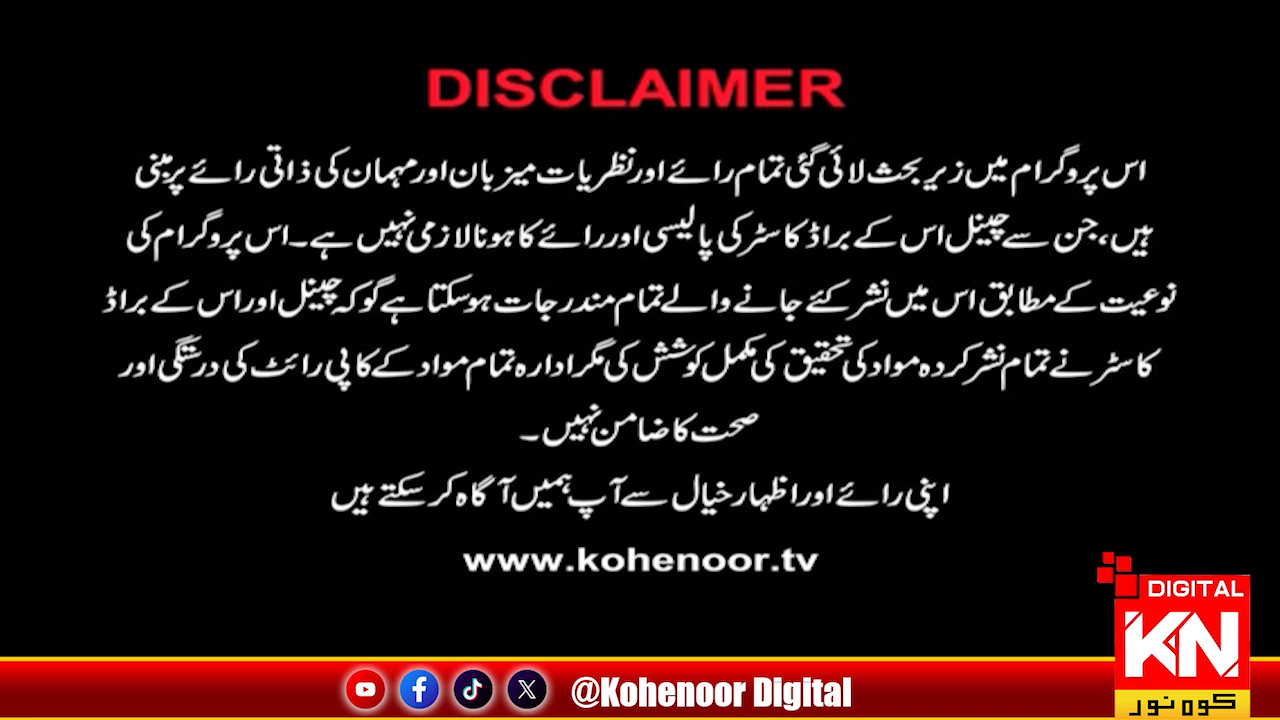 DISCLAIMER
اس پروگرام میں زیرِ بحث لائی گئی تمام رائے اور نظریات میزبان اور مہمان کی ذاتی رائے پر مبنی
ہیں، جن سے چینل اس کے براڈ کاسٹر کی پالیسی اور رائے کا ہونا لازمی نہیں ہے۔ اس پروگرام کی
نوعیت کے مطابق اس میں نشر کئے جانے والے تمام مندرجات ہو سکتا ہے گو کہ چینل اور اس کے براڈ
کاسٹر نے تمام نشر کردہ مواد کی تحقیق کی مکمل کوشش کی مگر ادارہ تمام مواد کے کاپی رائٹ کی درستگی اور
صحت کا ضامن نہیں۔
اپنی رائے اور اظہار خیال سے آپ ہمیں آگاہ کر سکتے ہیں
www.kohenoor.tv
DIGITAL
KN
کوہ نور
@Kohenoor Digital